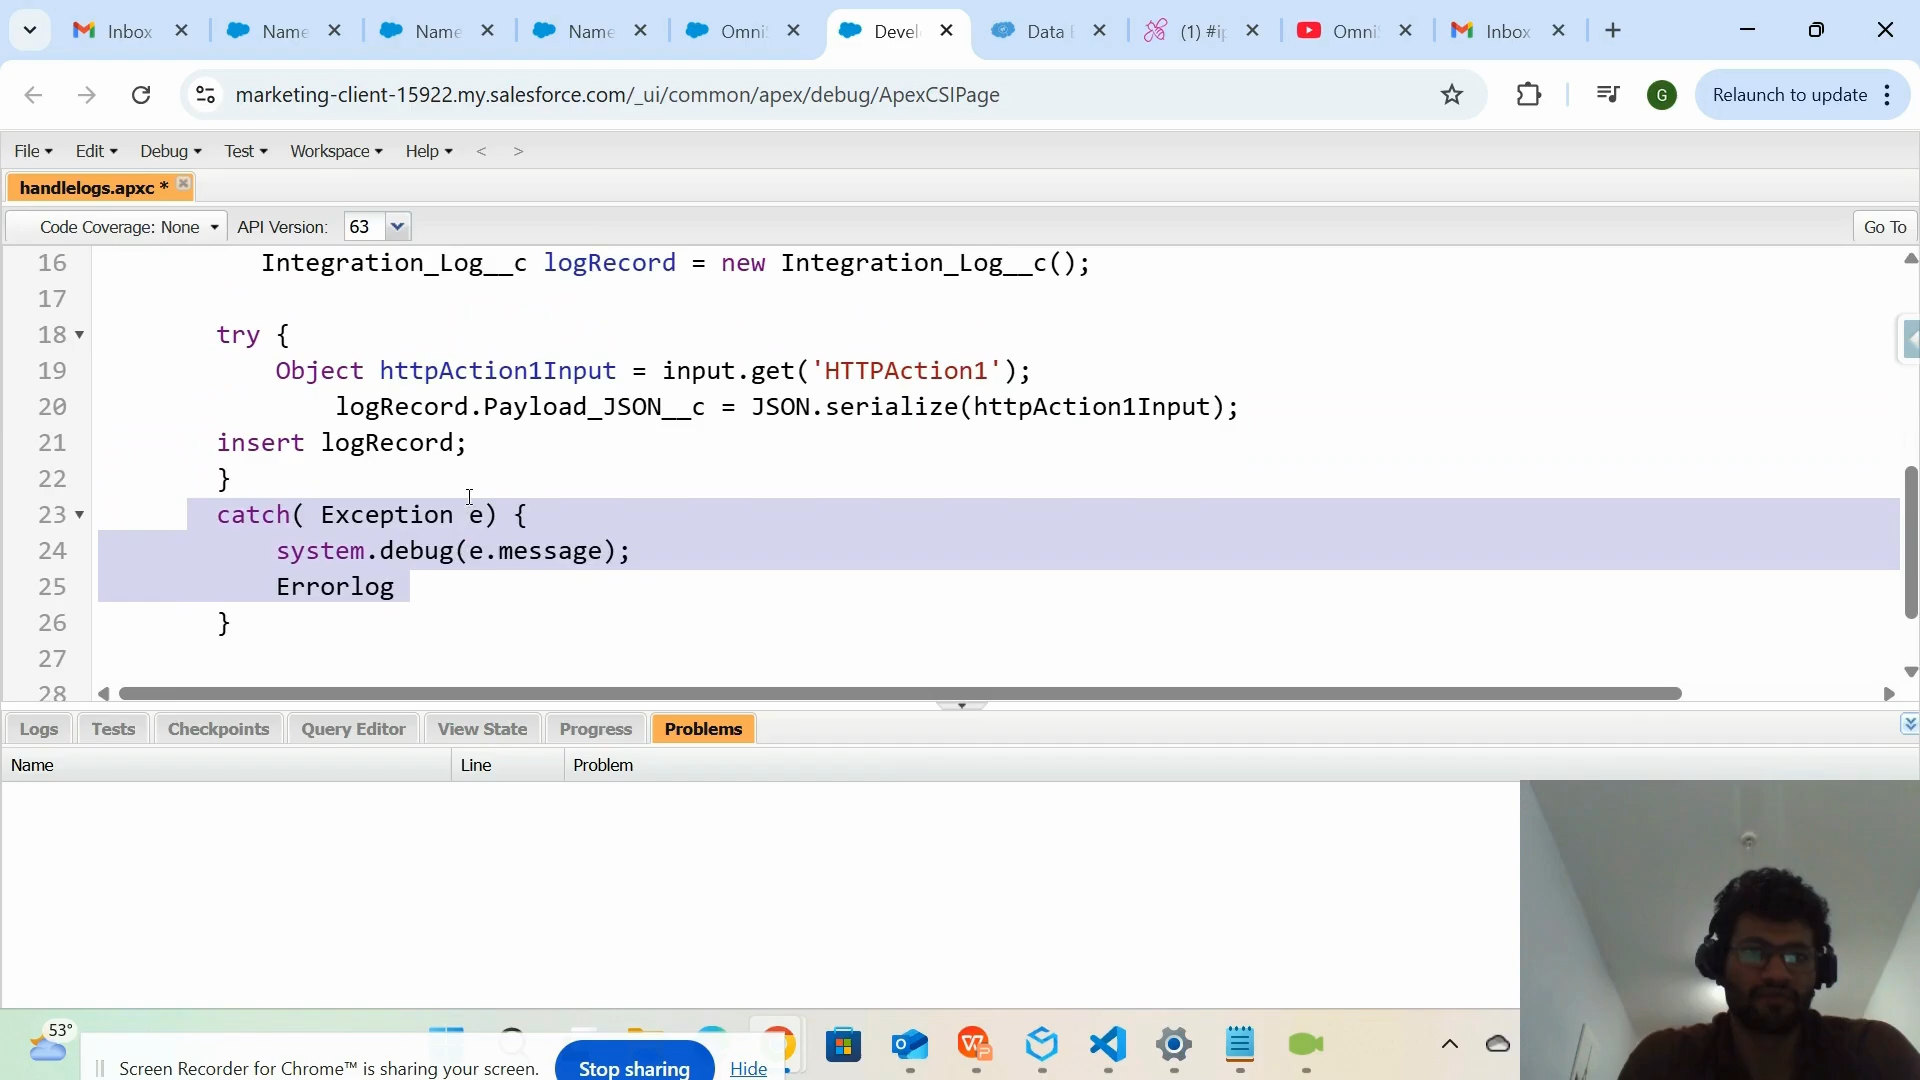 Inbox
Name
Name
Name
Omni
Devel
Data
(1) #ip
Omni
Inbox
marketing-client-15922.my.salesforce.com/_ui/common/apex/debug/ApexCSIPage
G
Relaunch to update
File
Edit
Debug
Test
Workspace
Help
<
>
handlelogs.apxc *
Code Coverage: None
API Version:
63
Go To
16 Integration_Log__c logRecord = new Integration_Log__c();
17
18 try {
19 Object httpAction1Input = input.get('HTTPAction1');
20 logRecord.Payload_JSON__c = JSON.serialize(httpAction1Input);
21 insert logRecord;
22 }
23 catch( Exception e) {
24 system.debug(e.message);
25 Errorlog
26 }
27
28
Logs
Tests
Checkpoints
Query Editor
View State
Progress
Problems
Name
Line
Problem
53°
Screen Recorder for Chrome™ is sharing your screen.
Stop sharing
Hide